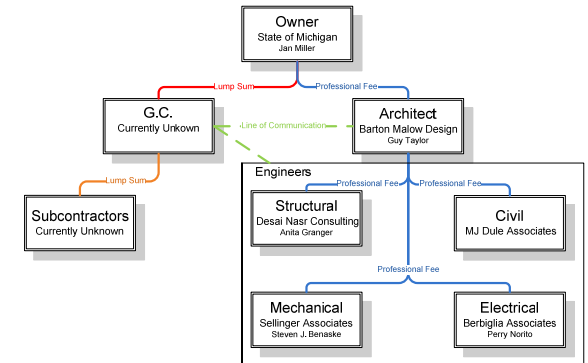 Owner
State of Michigan
Jan Miller
Lump Sum
Professional Fee
G.C.
Currently Unkown
Line of Communication
Architect
Barton Malow Design
Guy Taylor
Lump Sum
Subcontractors
Currently Unknown
Engineers
Professional Fee
Professional Fee
Structural
Desai Nasr Consulting
Anita Granger
Civil
MJ Dule Associates
Professional Fee
Mechanical
Sellinger Associates
Steven J. Benaske
Electrical
Berbiglia Associates
Perry Norito